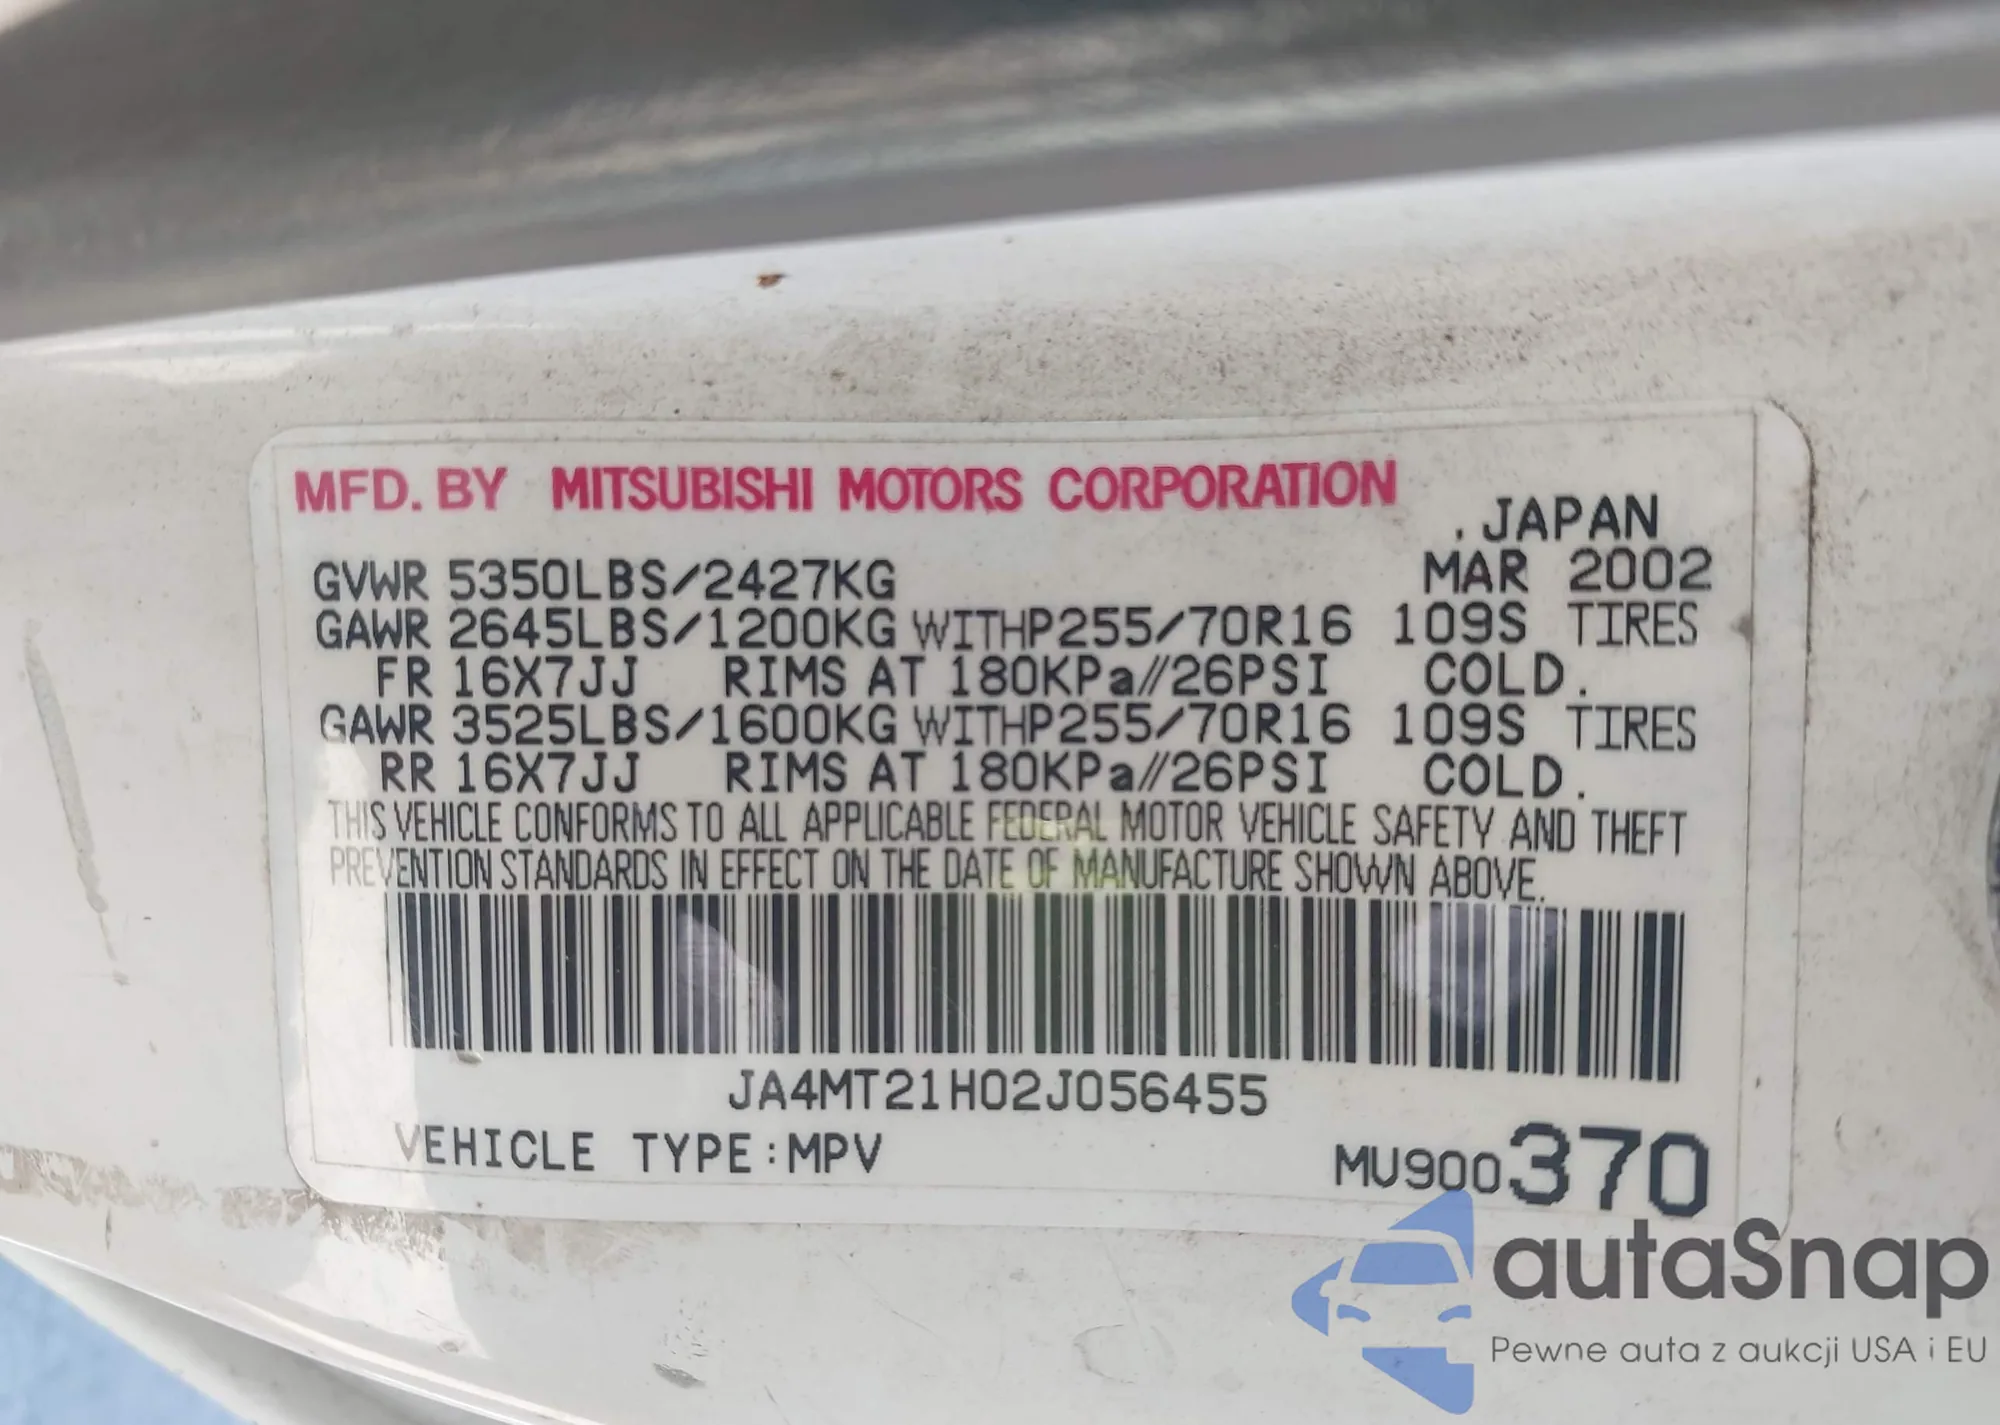 MFD. BY MITSUBISHI MOTORS CORPORATION
.JAPAN
GVWR 5350LBS/2427KG MAR 2002
GAWR 2645LBS/1200KG WITHP255/70R16 109S TIRES
FR 16X7JJ RIMS AT 180KPa//26PSI COLD.
GAWR 3525LBS/1600KG WITHP255/70R16 109S TIRES
RR 16X7JJ RIMS AT 180KPa//26PSI COLD.
THIS VEHICLE CONFORMS TO ALL APPLICABLE FEDERAL MOTOR VEHICLE SAFETY AND THEFT
PREVENTION STANDARDS IN EFFECT ON THE DATE OF MANUFACTURE SHOWN ABOVE.
JA4MT21H02J056455
VEHICLE TYPE:MPV MU900370
autaSnap
Pewne auta z aukcji USA i EU